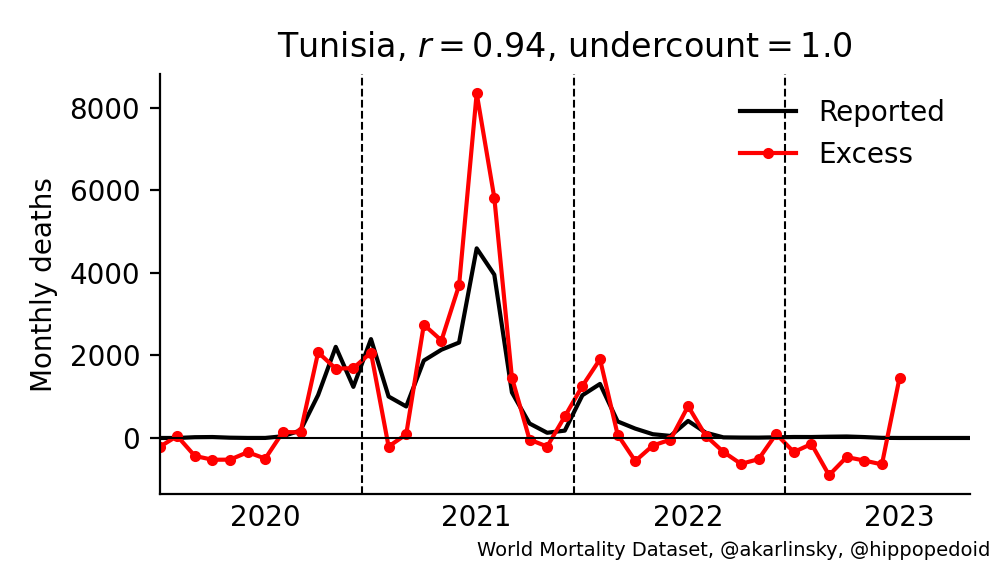 Tunisia, r = 0.94, undercount = 1.0
Monthly deaths
8000
6000
4000
2000
0
Reported
Excess
2020 2021 2022 2023
World Mortality Dataset, @akarlinsky, @hippopedoid